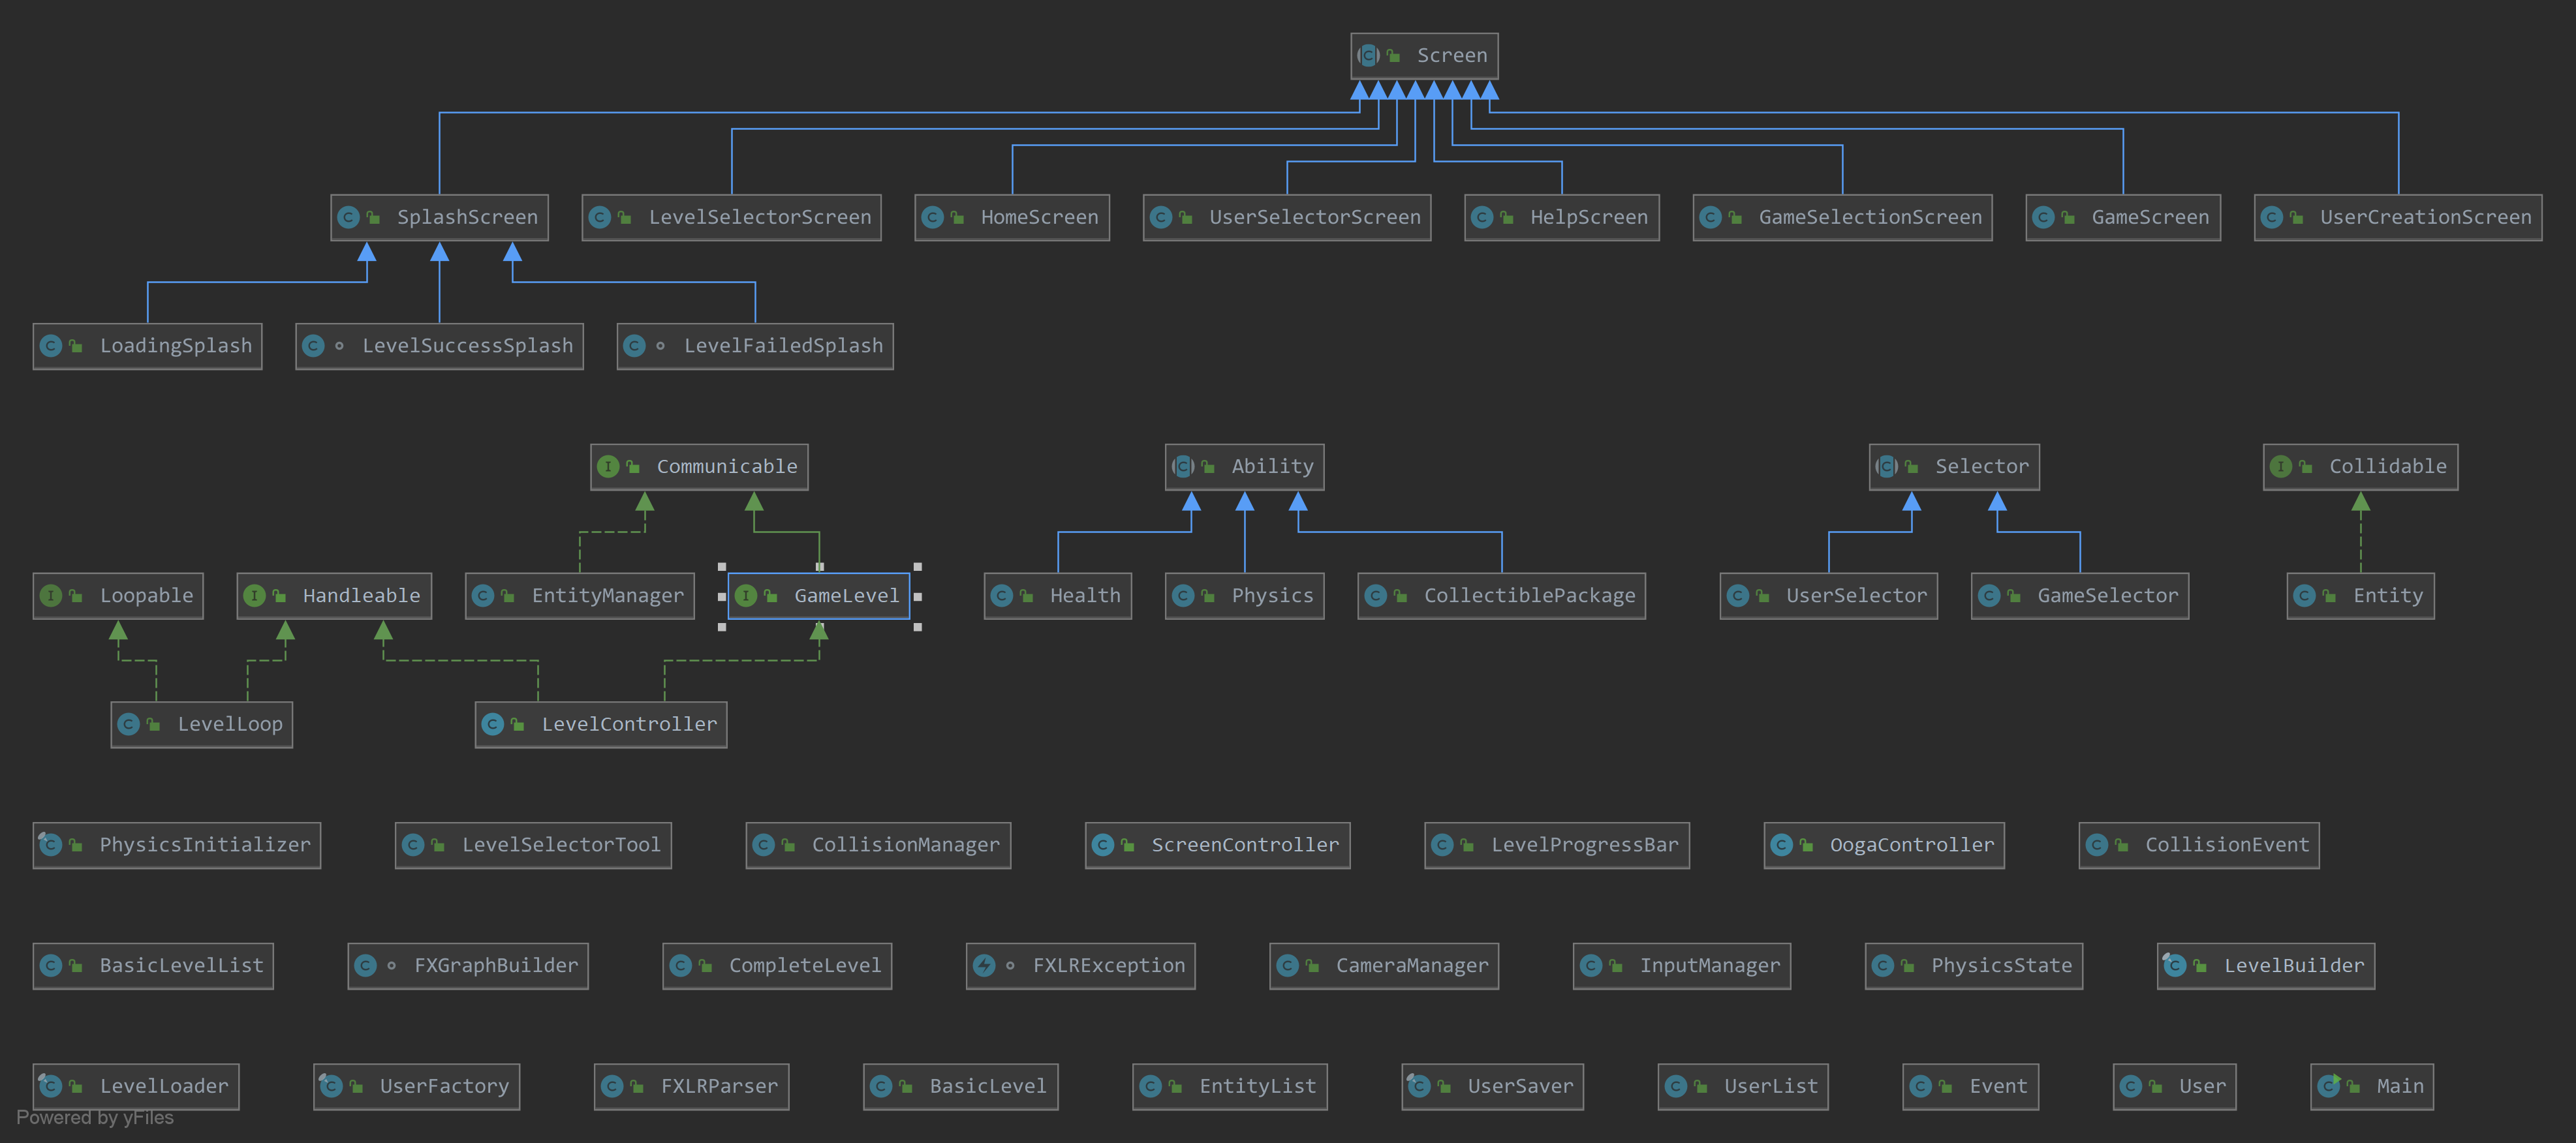 Screen
SplashScreen
LevelSelectorScreen
HomeScreen
UserSelectorScreen
HelpScreen
GameSelectionScreen
GameScreen
UserCreationScreen
LoadingSplash
LevelSuccessSplash
LevelFailedSplash
Communicable
Ability
Selector
Collidable
Loopable
Handleable
EntityManager
GameLevel
Health
Physics
CollectiblePackage
UserSelector
GameSelector
Entity
LevelLoop
LevelController
PhysicsInitializer
LevelSelectorTool
CollisionManager
ScreenController
LevelProgressBar
OogaController
CollisionEvent
BasicLevelList
FXGraphBuilder
CompleteLevel
FXLRException
CameraManager
InputManager
PhysicsState
LevelBuilder
LevelLoader
UserFactory
FXLRParser
BasicLevel
EntityList
UserSaver
UserList
Event
User
Main
Powered by yFiles